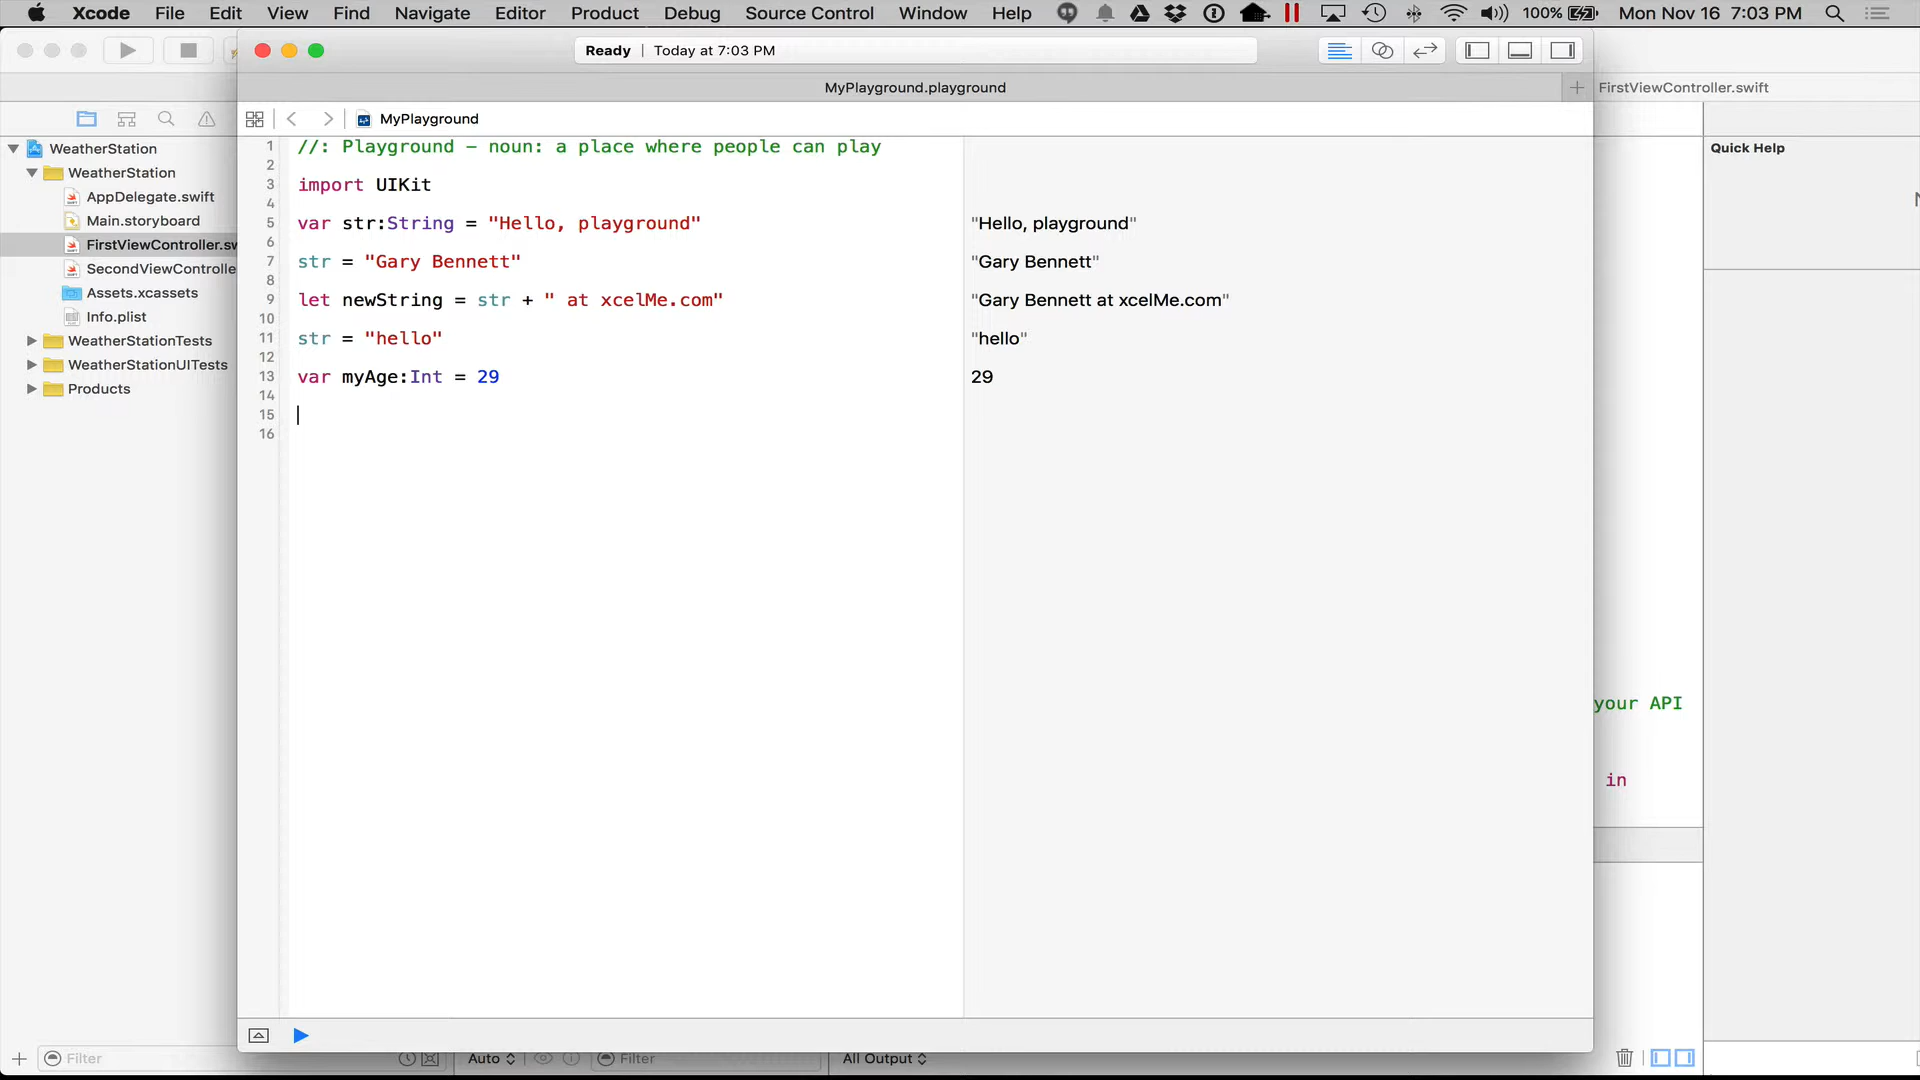 Xcode File Edit View Find Navigate Editor Product Debug Source Control Window Help 100% Mon Nov 16 7:03 PM
Ready | Today at 7:03 PM
MyPlayground.playground
FirstViewController.swift
MyPlayground
WeatherStation
WeatherStation
AppDelegate.swift
Main.storyboard
FirstViewController.sw
SecondViewControlle
Assets.xcassets
Info.plist
WeatherStationTests
WeatherStationUITests
Products
1 //: Playground - noun: a place where people can play
2
3 import UIKit
4
5 var str:String = "Hello, playground"
6
7 str = "Gary Bennett"
8
9 let newString = str + " at xcelMe.com"
10
11 str = "hello"
12
13 var myAge:Int = 29
14
15
16
"Hello, playground"
"Gary Bennett"
"Gary Bennett at xcelMe.com"
"hello"
29
Quick Help
your API
in
Filter
Auto
Filter
All Output